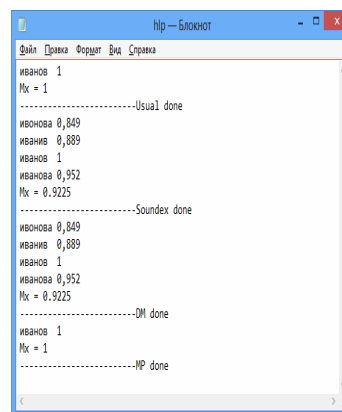 hlp — Блокнот
Файл Правка Формат Вид Справка
иванов 1
Mx = 1
------------------------Usual done
ивонова 0,849
иванив 0,889
иванов 1
иванова 0,952
Mx = 0.9225
------------------------Soundex done
ивонова 0,849
иванив 0,889
иванов 1
иванова 0,952
Mx = 0.9225
------------------------DM done
иванов 1
Mx = 1
------------------------MP done